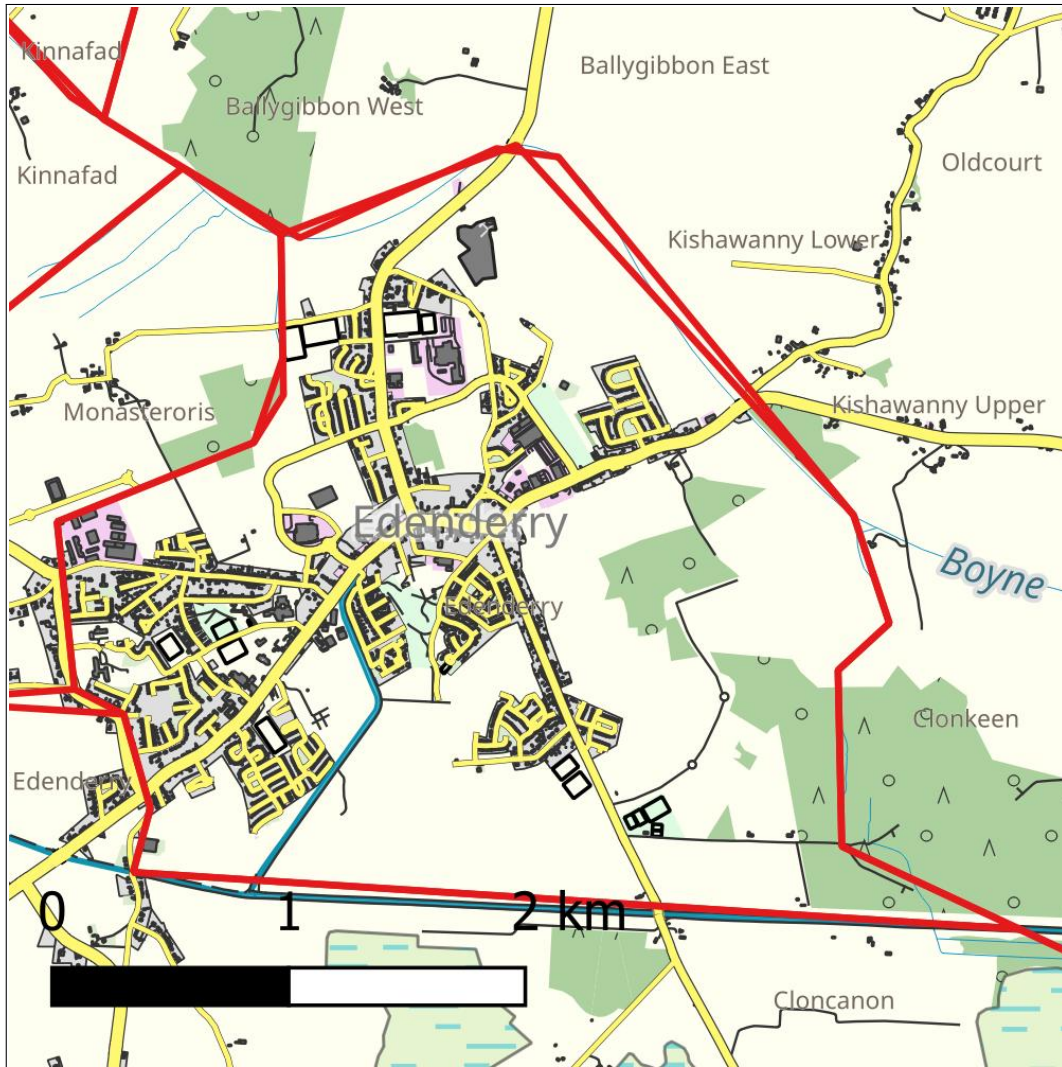 Kinnafad
Ballygibbon East
Ballygibbon West
Kinnafad
Oldcourt
Kishawanny Lower
Monasteroris
Kishawanny Upper
Edenderry
Boyne
Edenderry
Clonkeen
Edenderry
0 1 2 km
Cloncanon